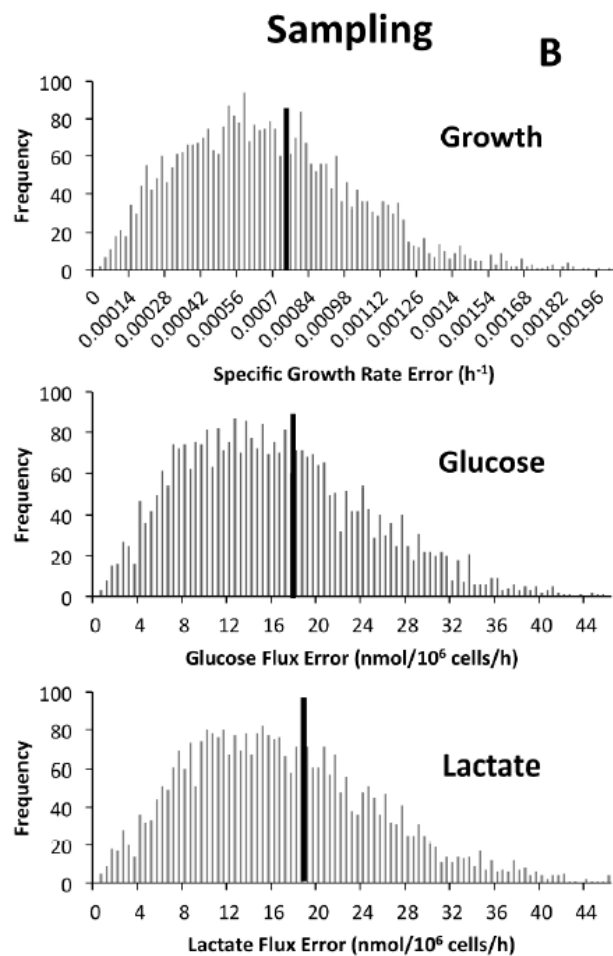 Sampling
B
Growth
Frequency
100
80
60
40
20
0
0 0.00014 0.00028 0.00042 0.00056 0.0007 0.00084 0.00098 0.00112 0.00126 0.0014 0.00154 0.00168 0.00182 0.00196
Specific Growth Rate Error (h⁻¹)
Glucose
Frequency
100
80
60
40
20
0
0 4 8 12 16 20 24 28 32 36 40 44
Glucose Flux Error (nmol/10⁶ cells/h)
Lactate
Frequency
100
80
60
40
20
0
0 4 8 12 16 20 24 28 32 36 40 44
Lactate Flux Error (nmol/10⁶ cells/h)